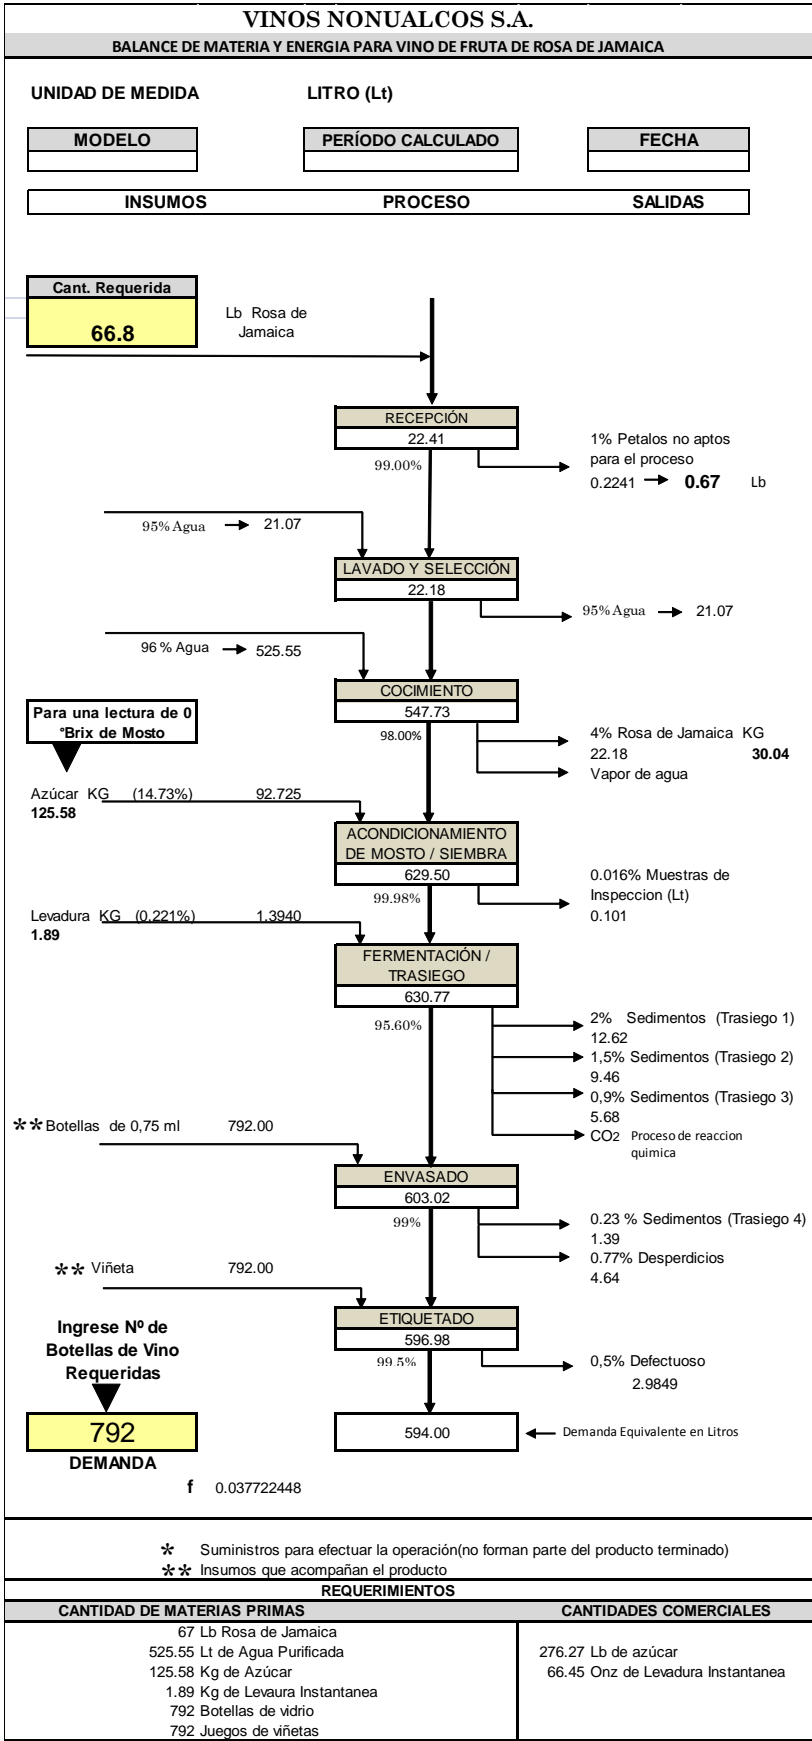 VINOS NONUALCOS S.A.
BALANCE DE MATERIA Y ENERGIA PARA VINO DE FRUTA DE ROSA DE JAMAICA
UNIDAD DE MEDIDA LITRO (Lt)
MODELO PERÍODO CALCULADO FECHA
INSUMOS PROCESO SALIDAS
Cant. Requerida
66.8
Lb Rosa de
Jamaica
RECEPCIÓN
22.41
99.00%
1% Petalos no aptos
para el proceso
0.2241 0.67 Lb
95% Agua 21.07
LAVADO Y SELECCIÓN
22.18
95% Agua 21.07
96 % Agua 525.55
COCIMIENTO
547.73
98.00%
4% Rosa de Jamaica KG
22.18 30.04
Vapor de agua
Para una lectura de 0
°Brix de Mosto
Azúcar KG (14.73%) 92.725
125.58
ACONDICIONAMIENTO
DE MOSTO / SIEMBRA
629.50
99.98%
0.016% Muestras de
Inspeccion (Lt)
0.101
Levadura KG (0,221%) 1.3940
1.89
FERMENTACIÓN /
TRASIEGO
630.77
95.60%
2% Sedimentos (Trasiego 1)
12.62
1,5% Sedimentos (Trasiego 2)
9.46
0,9% Sedimentos (Trasiego 3)
5.68
CO2 Proceso de reaccion
quimica
** Botellas de 0,75 ml 792.00
ENVASADO
603.02
99%
0.23 % Sedimentos (Trasiego 4)
1.39
0.77% Desperdicios
4.64
** Viñeta 792.00
ETIQUETADO
596.98
99.5%
0,5% Defectuoso
2.9849
Ingrese Nº de
Botellas de Vino
Requeridas
792
DEMANDA
594.00
Demanda Equivalente en Litros
f 0.037722448
* Suministros para efectuar la operación(no forman parte del producto terminado)
** Insumos que acompañan el producto
REQUERIMIENTOS
CANTIDAD DE MATERIAS PRIMAS CANTIDADES COMERCIALES
67 Lb Rosa de Jamaica
525.55 Lt de Agua Purificada 276.27 Lb de azúcar
125.58 Kg de Azúcar 66.45 Onz de Levadura Instantanea
1.89 Kg de Levaura Instantanea
792 Botellas de vidrio
792 Juegos de viñetas